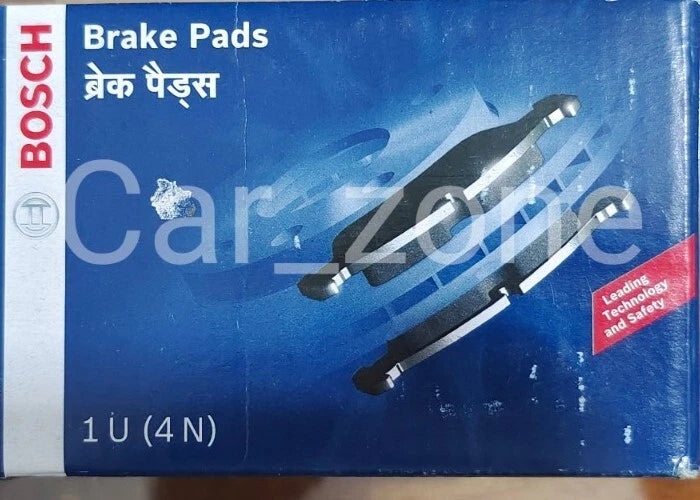 BOSCH
Brake Pads
ब्रेक पैड्स
Car_zone
Leading
Technology
and Safety
1 U (4 N)